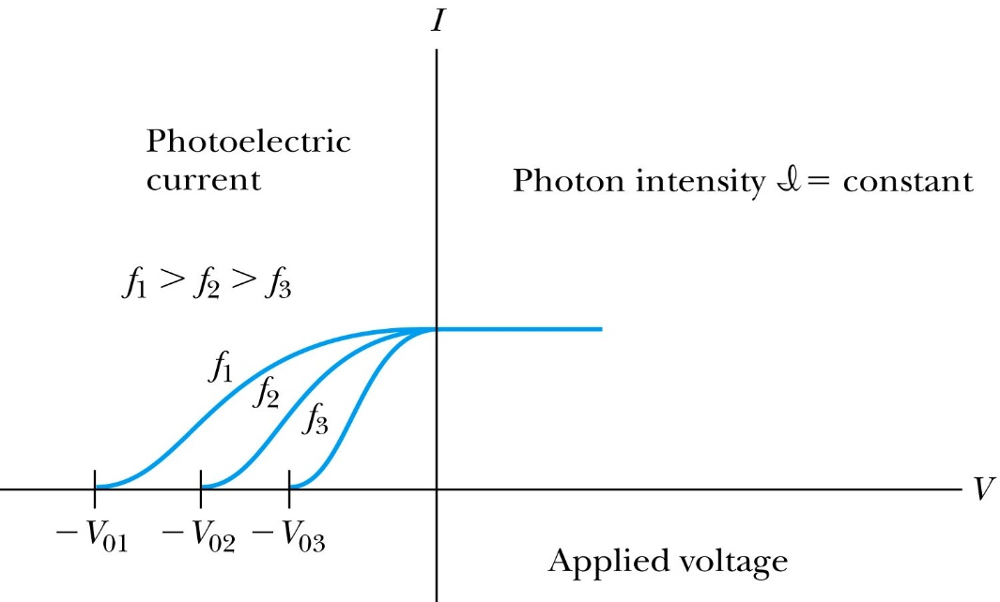 I
Photoelectric
current
Photon intensity ℐ = constant
f₁ > f₂ > f₃
f₁
f₂
f₃
V
−V₀₁ −V₀₂ −V₀₃
Applied voltage